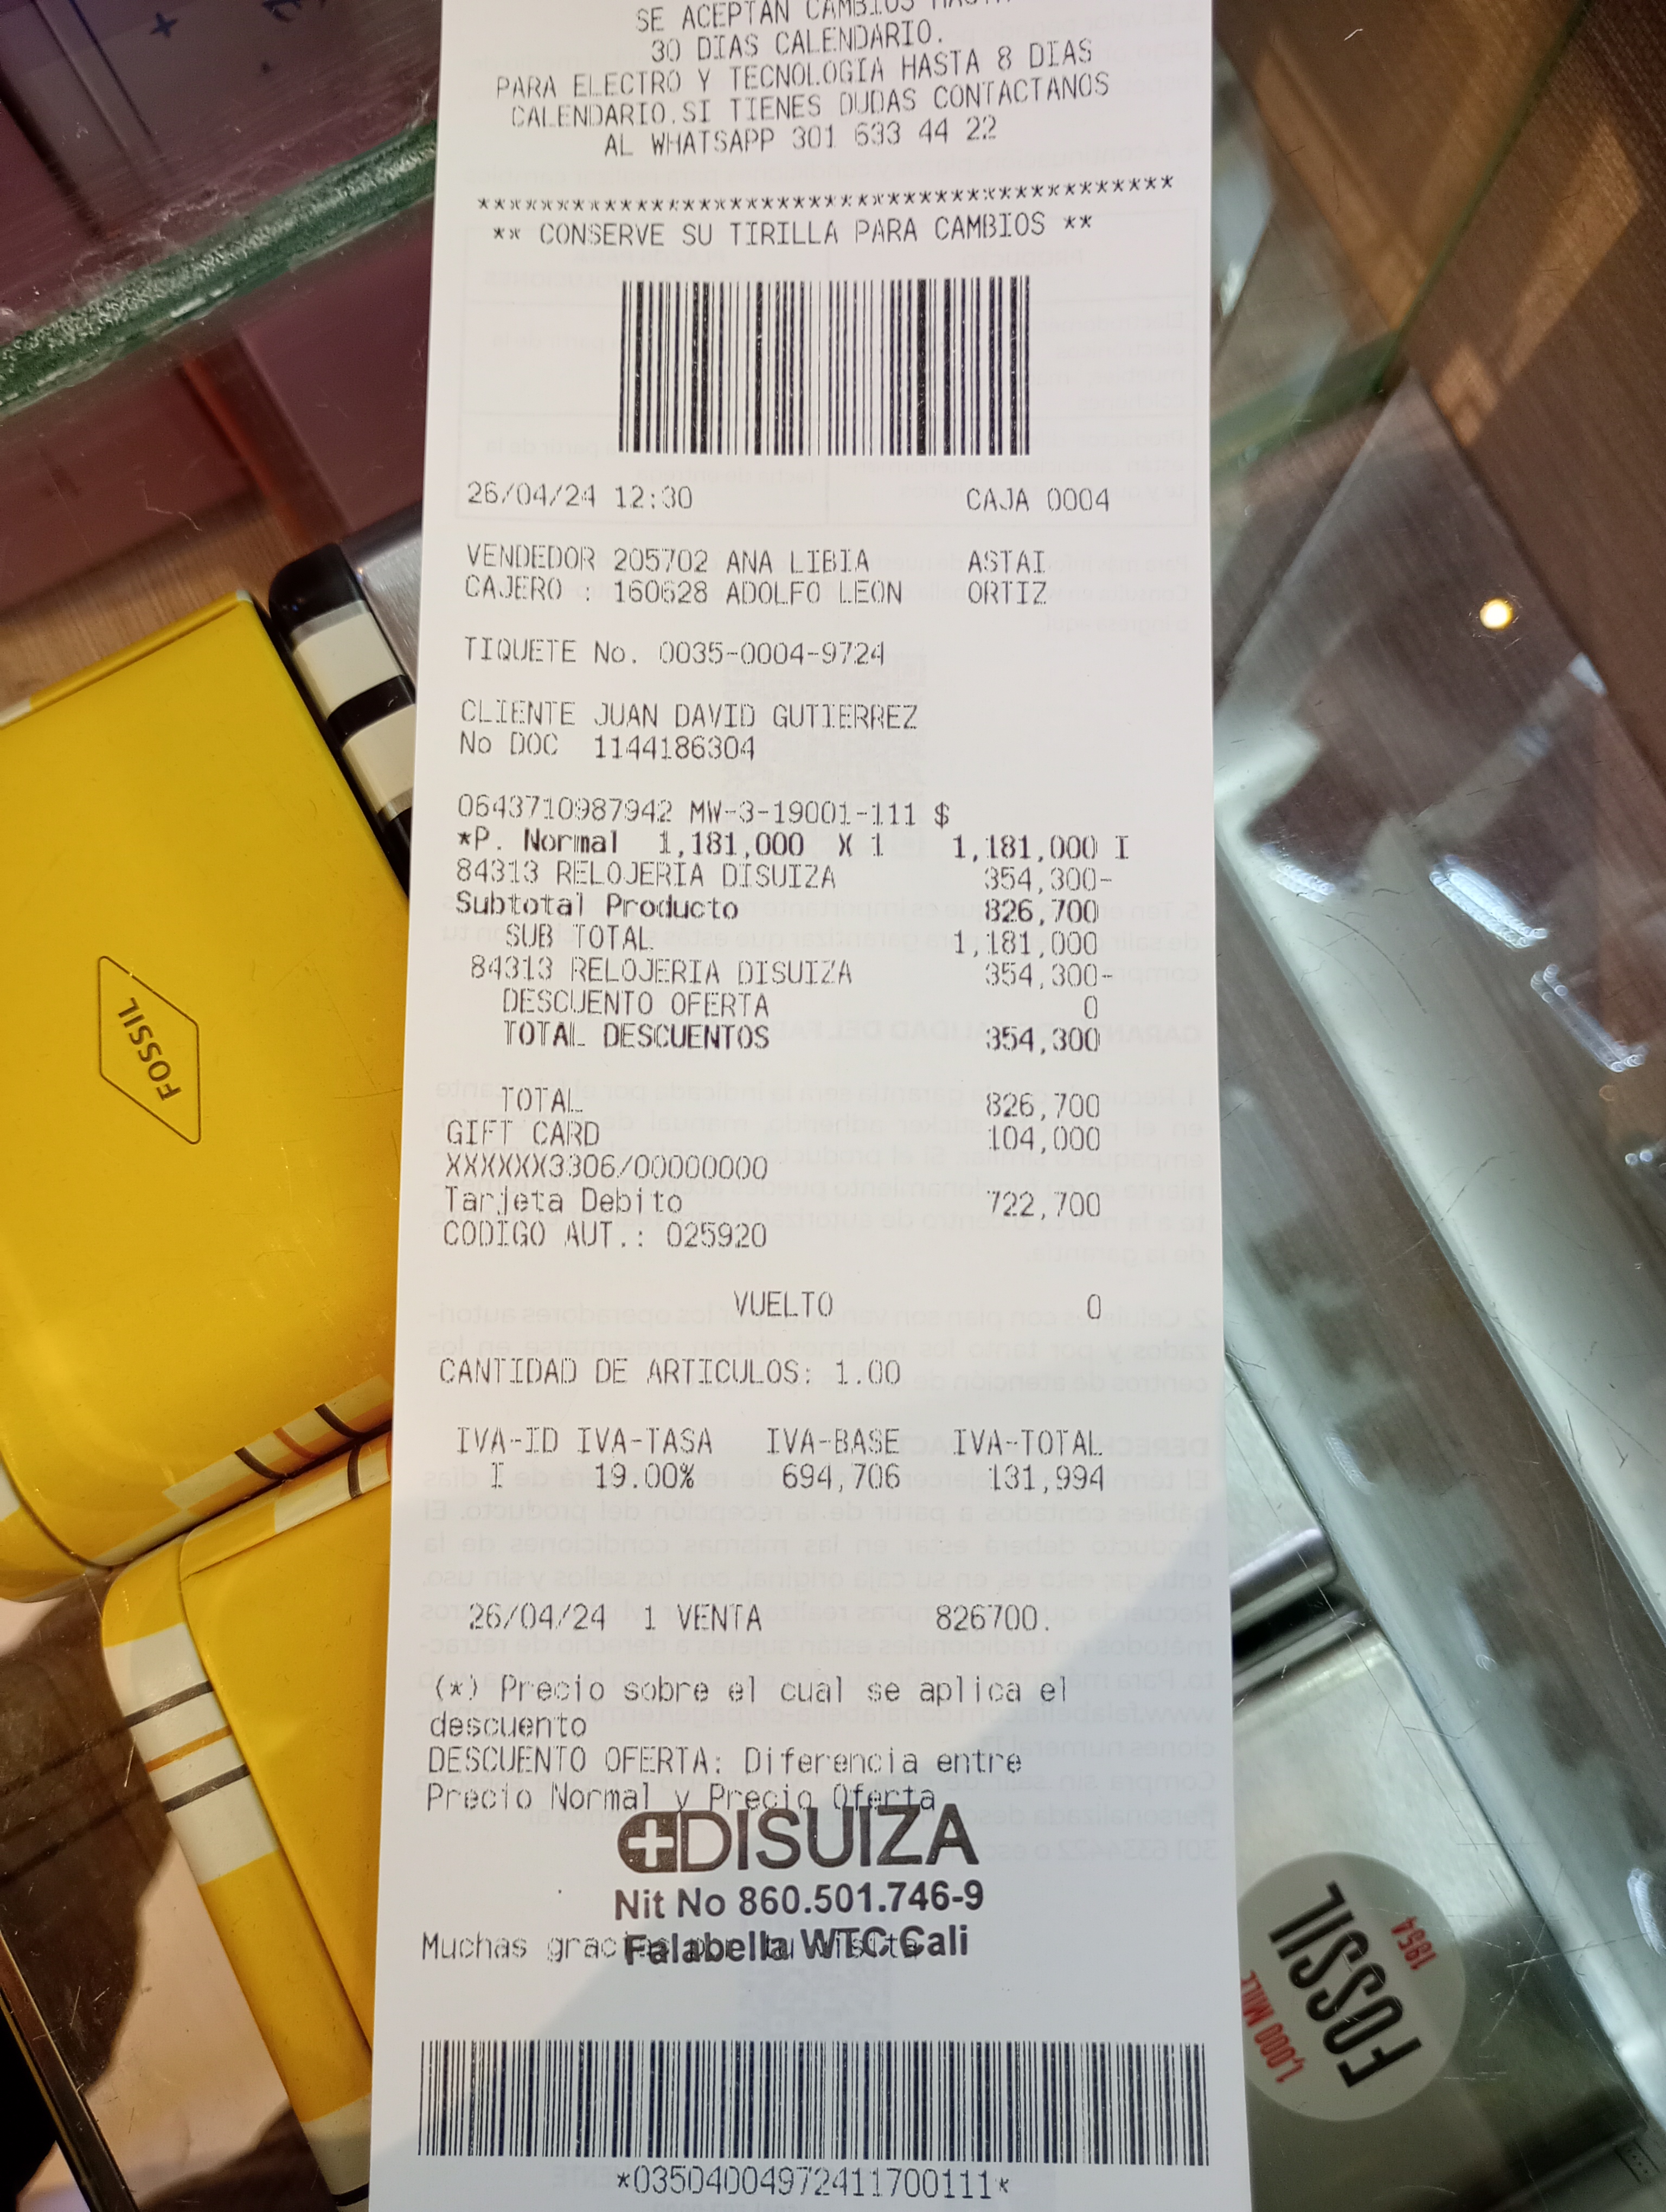 SE ACEPTAN CAMBIOS HASTA
30 DIAS CALENDARIO.
PARA ELECTRO Y TECNOLOGIA HASTA 8 DIAS
CALENDARIO.SI TIENES DUDAS CONTACTANOS
AL WHATSAPP 301 633 44 22
********************************************
** CONSERVE SU TIRILLA PARA CAMBIOS **
26/04/24 12:30 CAJA 0004
VENDEDOR 205702 ANA LIBIA ASTAI
CAJERO : 160628 ADOLFO LEON ORTIZ
TIQUETE No. 0035-0004-9724
CLIENTE JUAN DAVID GUTIERREZ
No DOC 1144186304
0643710987942 MW-3-19001-111 $
*P. Normal 1,181,000 X 1 1,181,000 I
84313 RELOJERIA DISUIZA 354,300-
Subtotal Producto 826,700
SUB TOTAL 1,181,000
84313 RELOJERIA DISUIZA 354,300-
DESCUENTO OFERTA 0
TOTAL DESCUENTOS 354,300
TOTAL 826,700
GIFT CARD 104,000
XXXXXX3306/00000000
Tarjeta Debito 722,700
CODIGO AUT.: 025920
VUELTO 0
CANTIDAD DE ARTICULOS: 1.00
IVA-ID IVA-TASA IVA-BASE IVA-TOTAL
I 19.00% 694,706 131,994
26/04/24 1 VENTA 826700.
(*) Precio sobre el cual se aplica el
descuento
DESCUENTO OFERTA: Diferencia entre
Precio Normal y Precio Oferta
DISUIZA
Nit No 860.501.746-9
Muchas gracias por tu visita
Falabella WTC Cali
*03504004972411700111*
FOSSIL
FOSSIL
1954
1,000 MILL